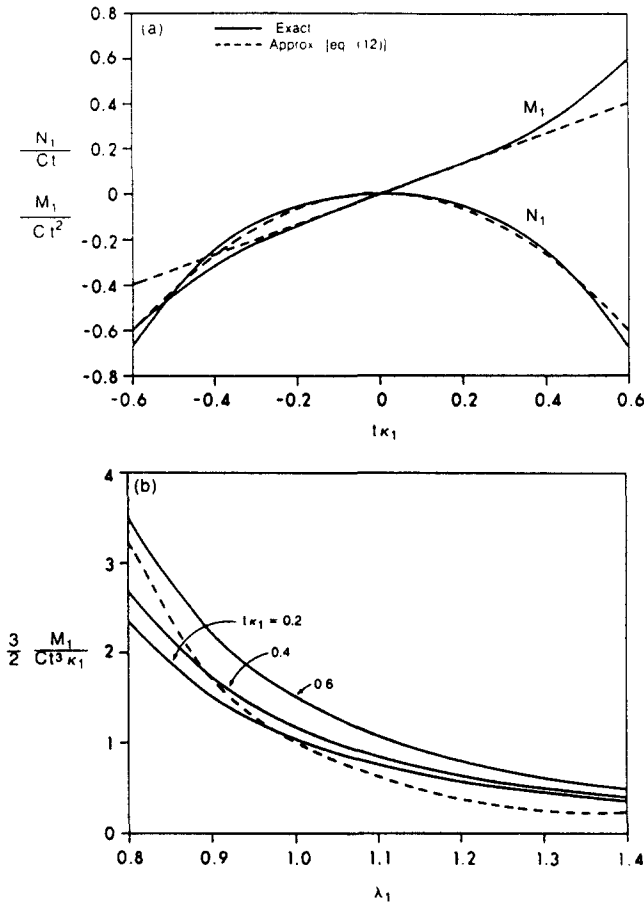 (a)
Exact
Approx [eq. (12)]
0.8
0.6
0.4
0.2
0
-0.2
-0.4
-0.6
-0.8
N₁
Ct
M₁
Ct²
M₁
N₁
-0.6
-0.4
-0.2
0
0.2
0.4
0.6
tκ₁
(b)
4
3
2
1
0
3
2
M₁
Ct³κ₁
tκ₁ = 0.2
0.4
0.6
0.8
0.9
1.0
1.1
1.2
1.3
1.4
λ₁